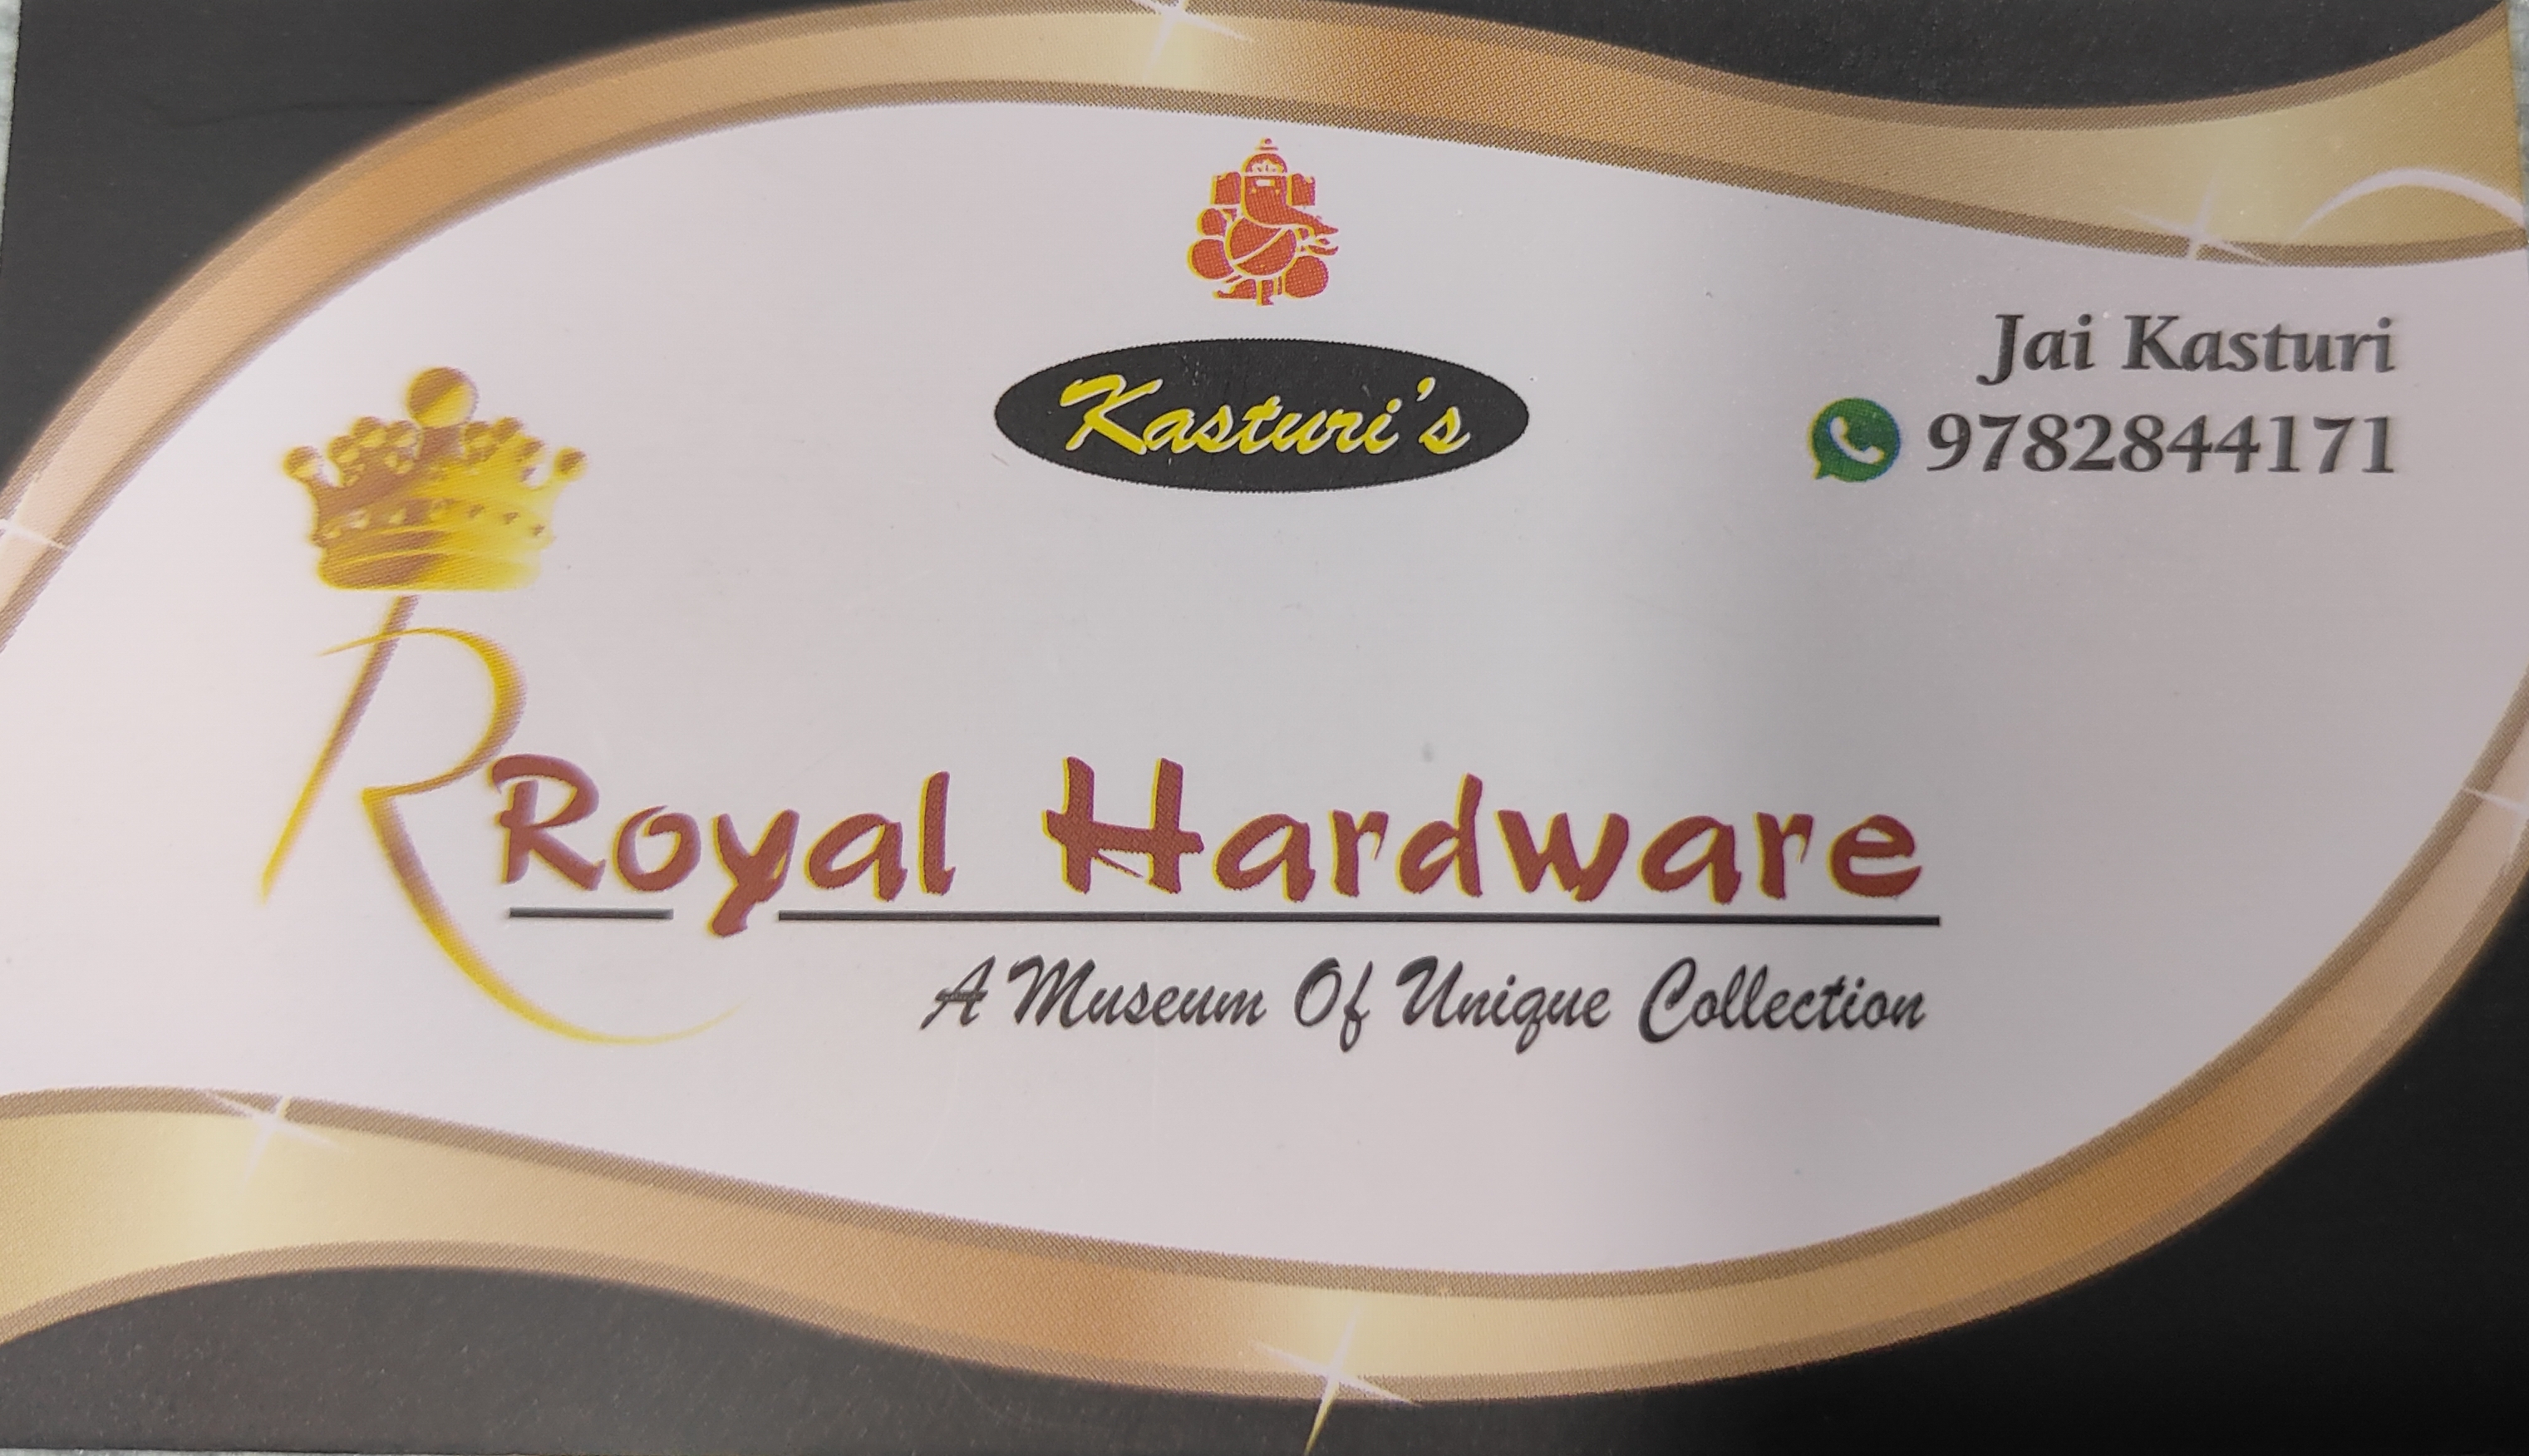 Kasturi's
Jai Kasturi
9782844171
R
Royal Hardware
A Museum Of Unique Collection